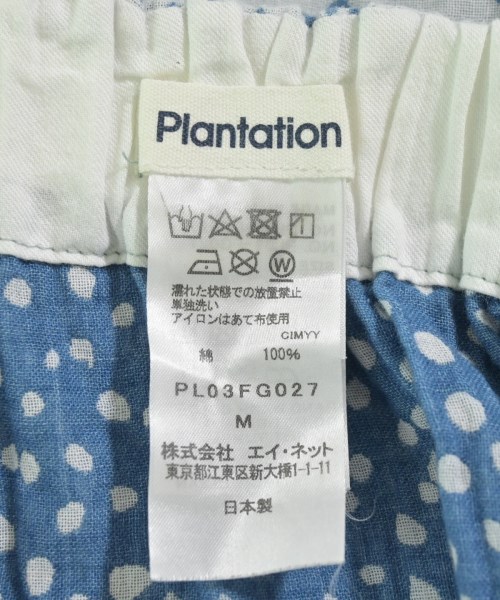 Plantation
濡れた状態での放置禁止
単独洗い
アイロンはあて布使用
CIMYY
綿 100%
PL03FG027
M
株式会社 エイ・ネット
東京都江東区新大橋1-1-11
日本製